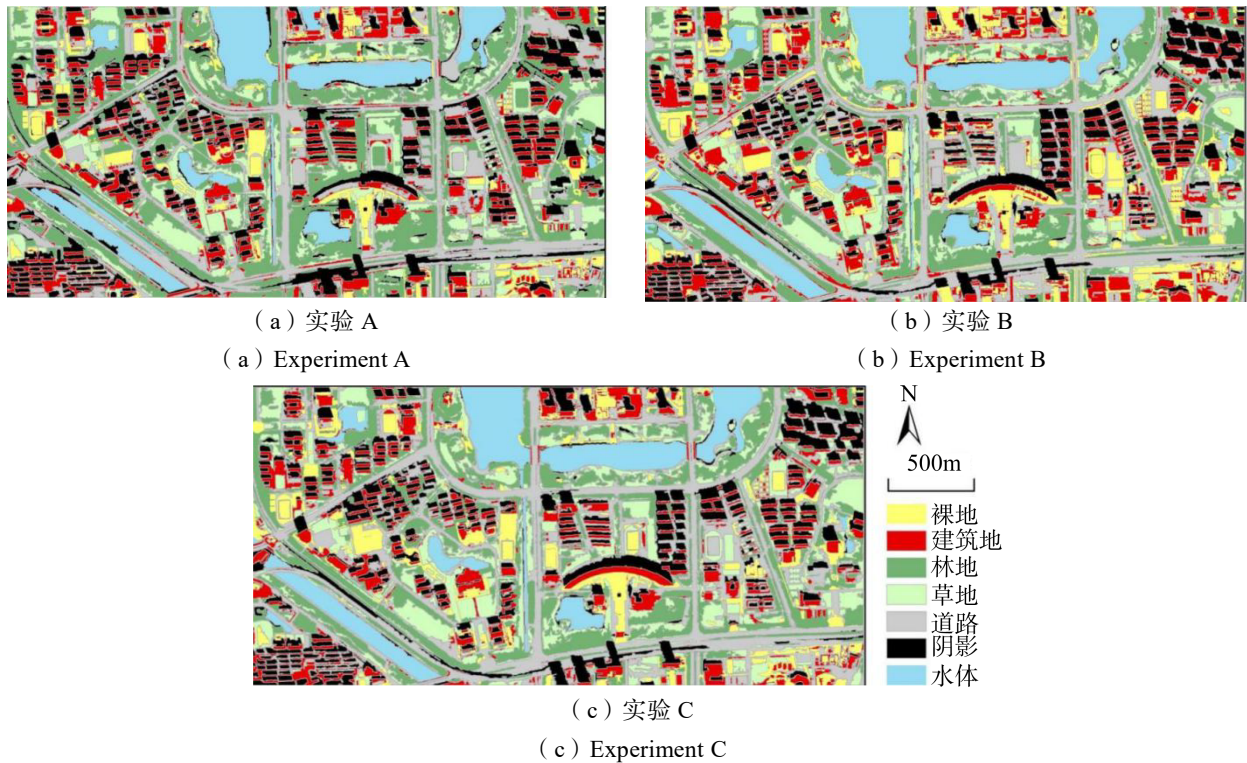 （a）实验 A
（a）Experiment A
（b）实验 B
（b）Experiment B
N
500m
裸地
建筑地
林地
草地
道路
阴影
水体
（c）实验 C
（c）Experiment C